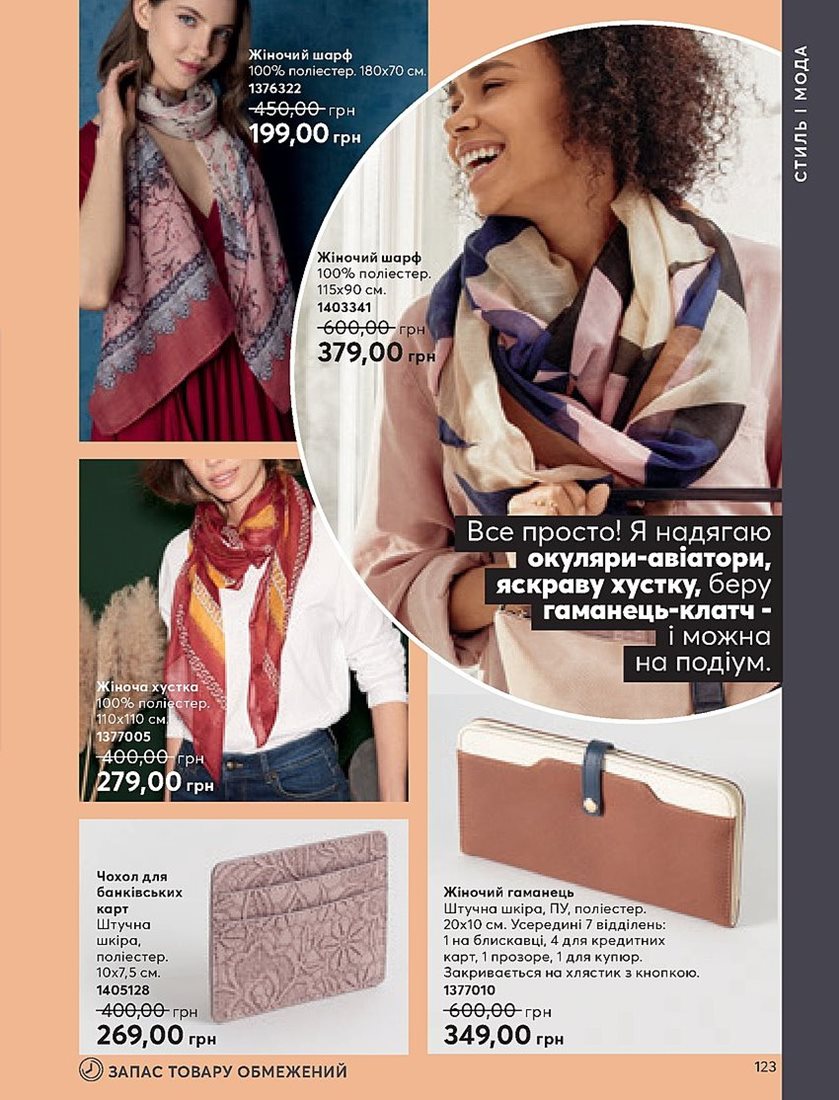 СТИЛЬ І МОДА
Жіночий шарф
100% поліестер. 180х70 см.
1376322
450,00 грн
199,00 грн
Жіночий шарф
100% поліестер.
115х90 см.
1403341
600,00 грн
379,00 грн
Все просто! Я надягаю
окуляри-авіатори,
яскраву хустку, беру
гаманець-клатч -
і можна
на подіум.
Жіноча хустка
100% поліестер.
110х110 см.
1377005
400,00 грн
279,00 грн
Чохол для
банківських
карт
Штучна
шкіра,
поліестер.
10х7,5 см.
1405128
400,00 грн
269,00 грн
Жіночий гаманець
Штучна шкіра, ПУ, поліестер.
20х10 см. Усередині 7 відділень:
1 на блискавці, 4 для кредитних
карт, 1 прозоре, 1 для купюр.
Закривається на хлястик з кнопкою.
1377010
600,00 грн
349,00 грн
ЗАПАС ТОВАРУ ОБМЕЖЕНИЙ
123